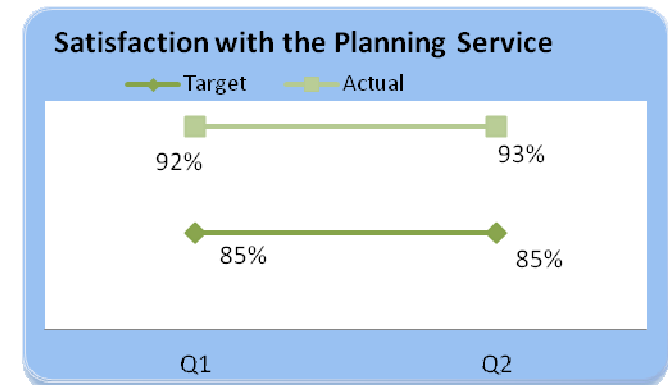 Satisfaction with the Planning Service
Target Actual
92% 93%
85% 85%
Q1 Q2